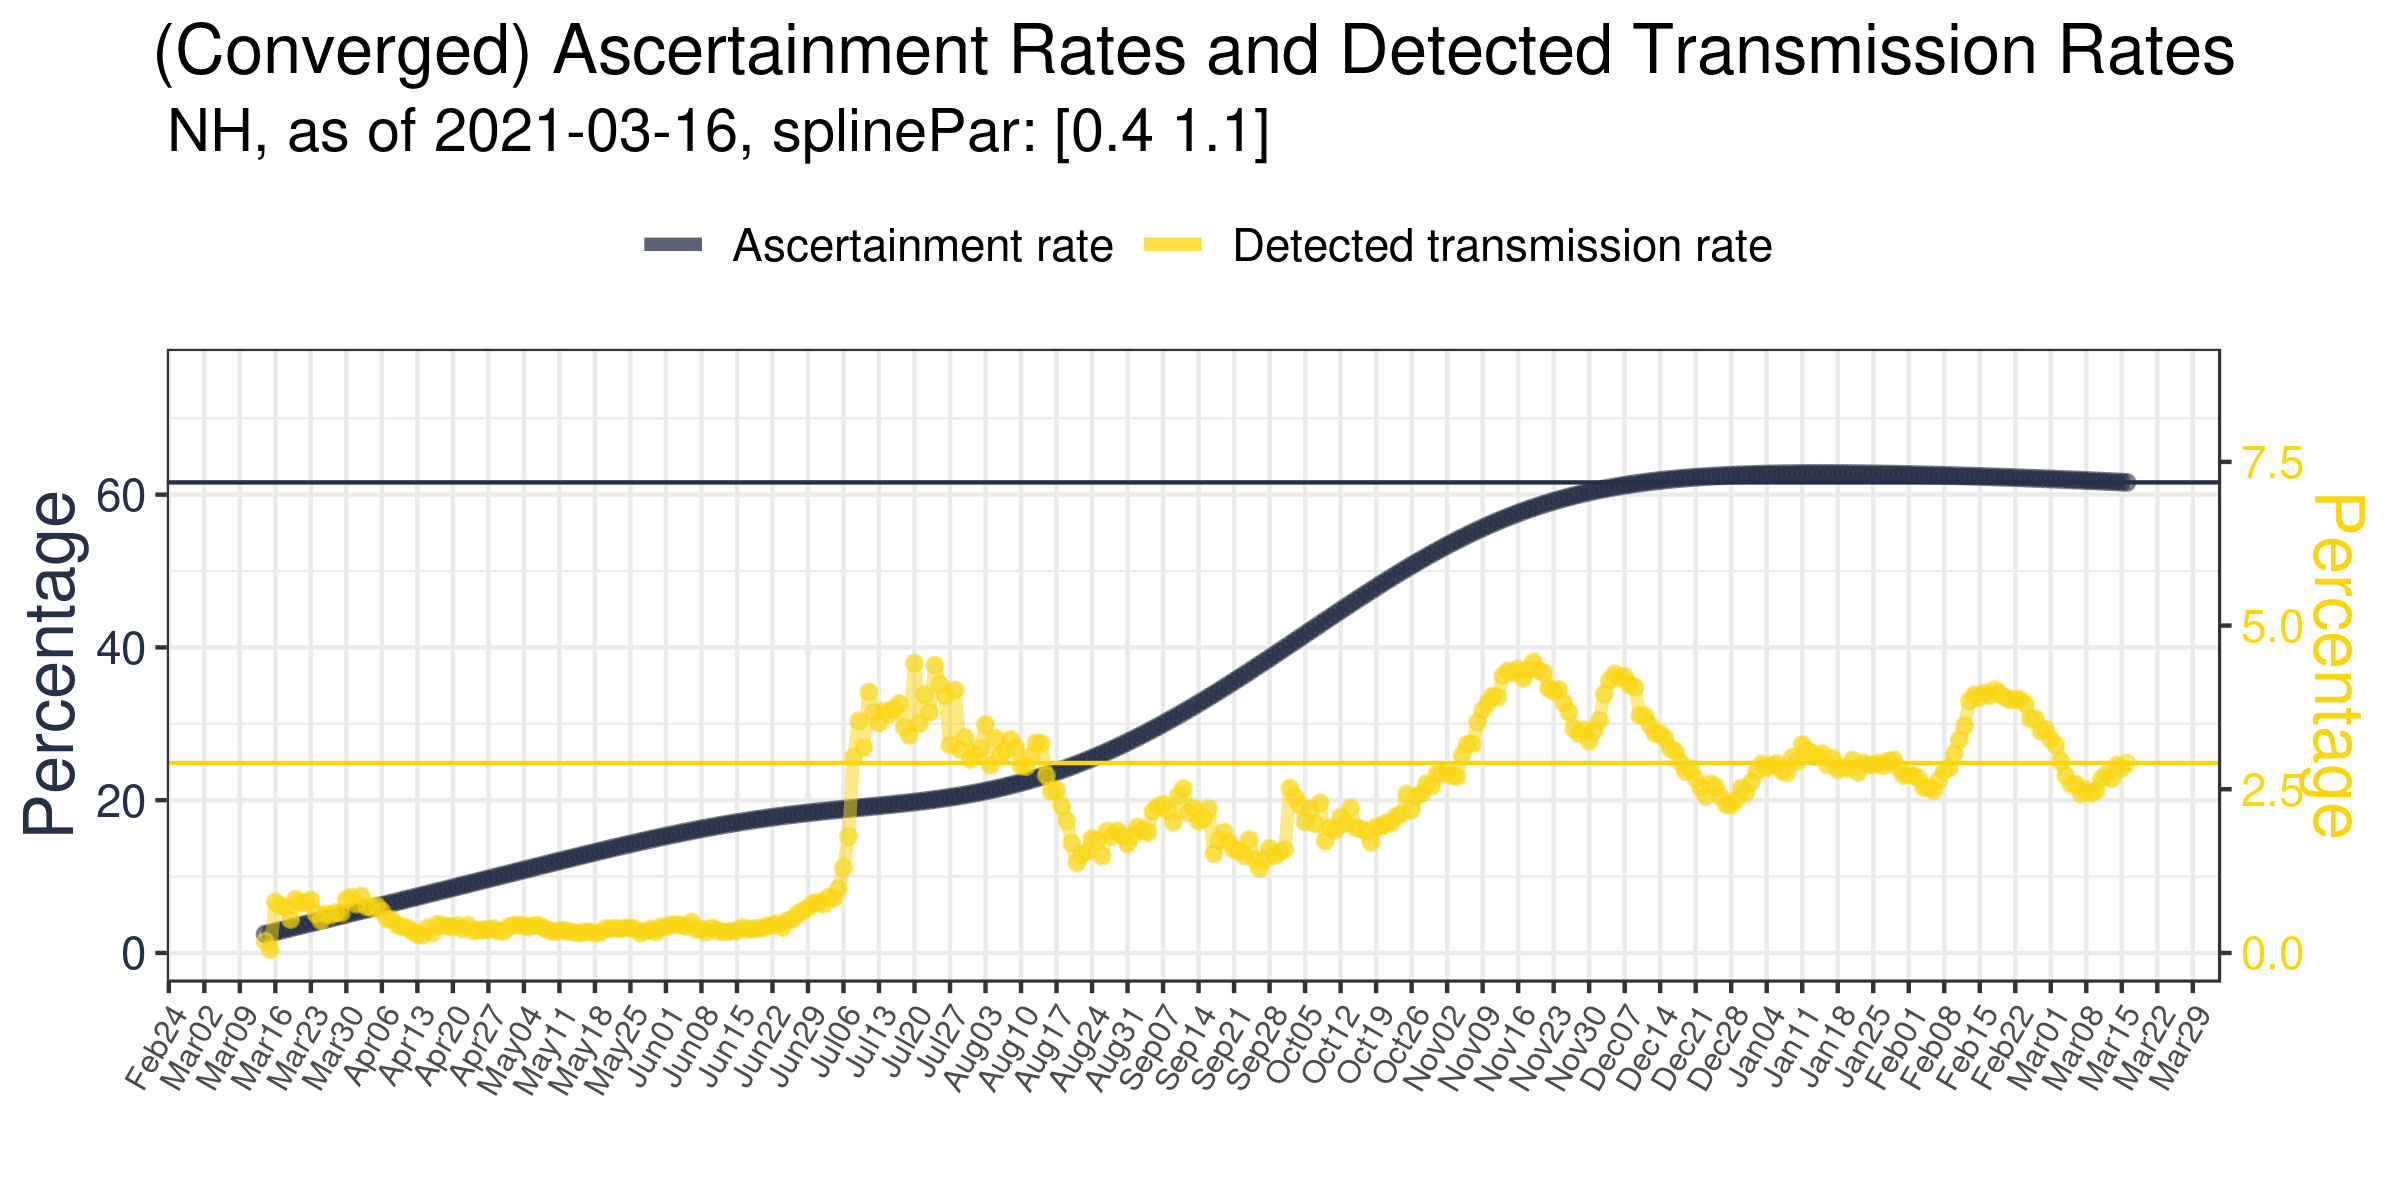 (Converged) Ascertainment Rates and Detected Transmission Rates
NH, as of 2021-03-16, splinePar: [0.4 1.1]
Ascertainment rate
Detected transmission rate
Percentage
60
40
20
0
7.5
5.0
2.5
0.0
Percentage
Feb24
Mar02
Mar09
Mar16
Mar23
Mar30
Apr06
Apr13
Apr20
Apr27
May04
May11
May18
May25
Jun01
Jun08
Jun15
Jun22
Jun29
Jul06
Jul13
Jul20
Jul27
Aug03
Aug10
Aug17
Aug24
Aug31
Sep07
Sep14
Sep21
Sep28
Oct05
Oct12
Oct19
Oct26
Nov02
Nov09
Nov16
Nov23
Nov30
Dec07
Dec14
Dec21
Dec28
Jan04
Jan11
Jan18
Jan25
Feb01
Feb08
Feb15
Feb22
Mar01
Mar08
Mar15
Mar22
Mar29